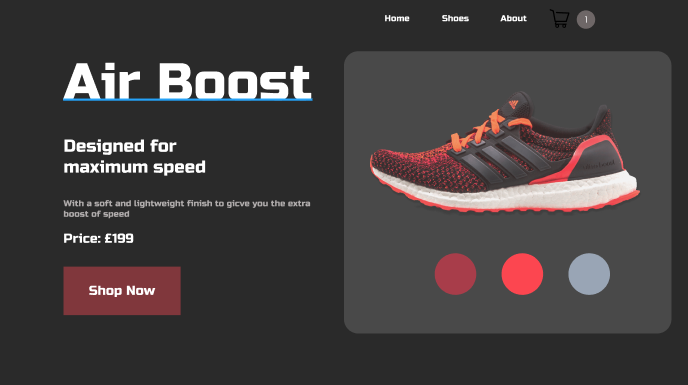 Home Shoes About 1
Air Boost
Designed for
maximum speed
With a soft and lightweight finish to gicve you the extra
boost of speed
Price: £199
Shop Now